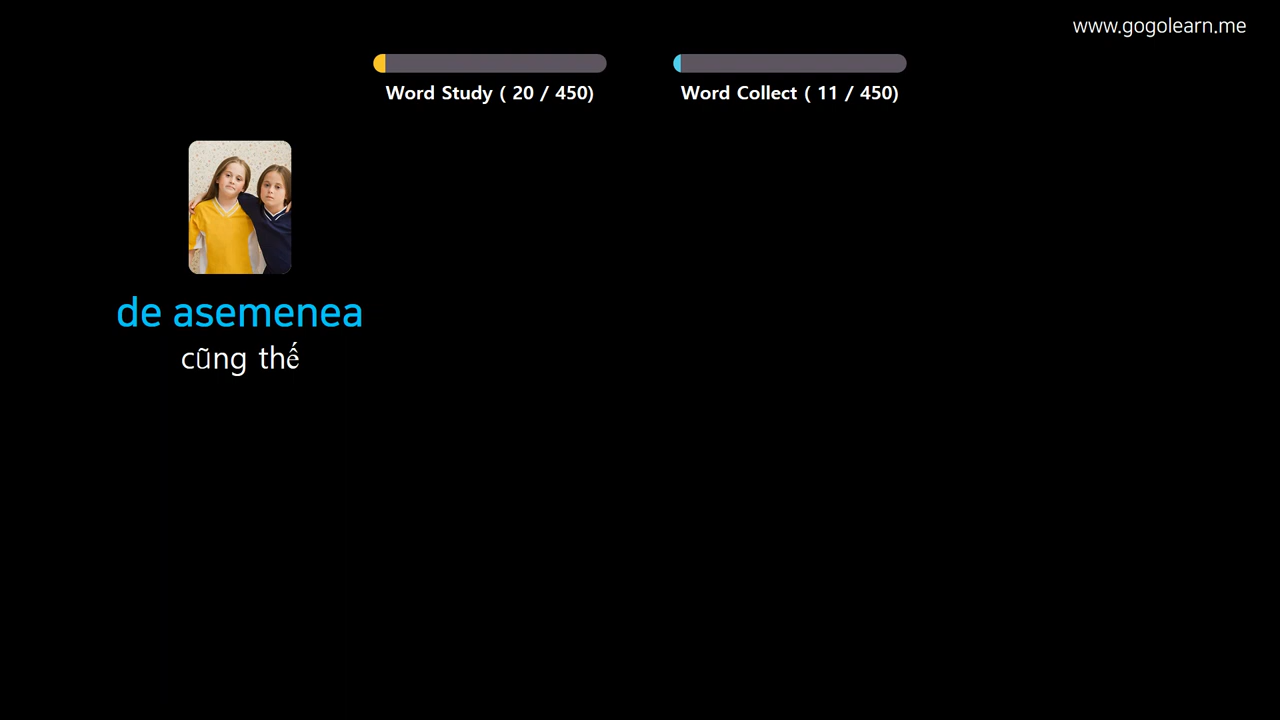 www.gogolearn.me
Word Study ( 20 / 450)
Word Collect ( 11 / 450)
de asemenea
cũng thế